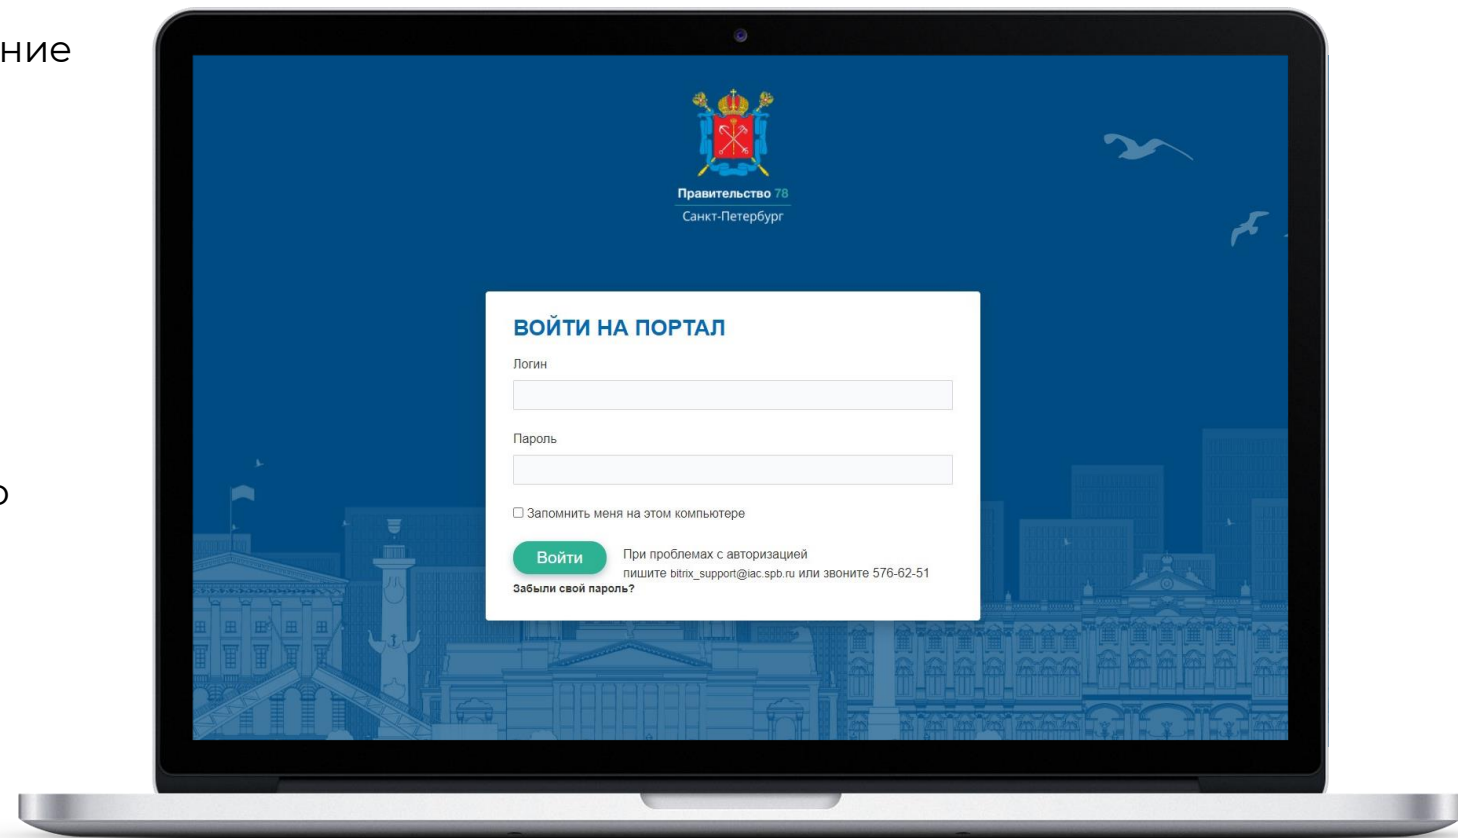 ние
Правительство 78
Санкт-Петербург
ВОЙТИ НА ПОРТАЛ
Логин
Пароль
о
Запомнить меня на этом компьютере
Войти
При проблемах с авторизацией
пишите bitrix_support@iac.spb.ru или звоните 576-62-51
Забыли свой пароль?